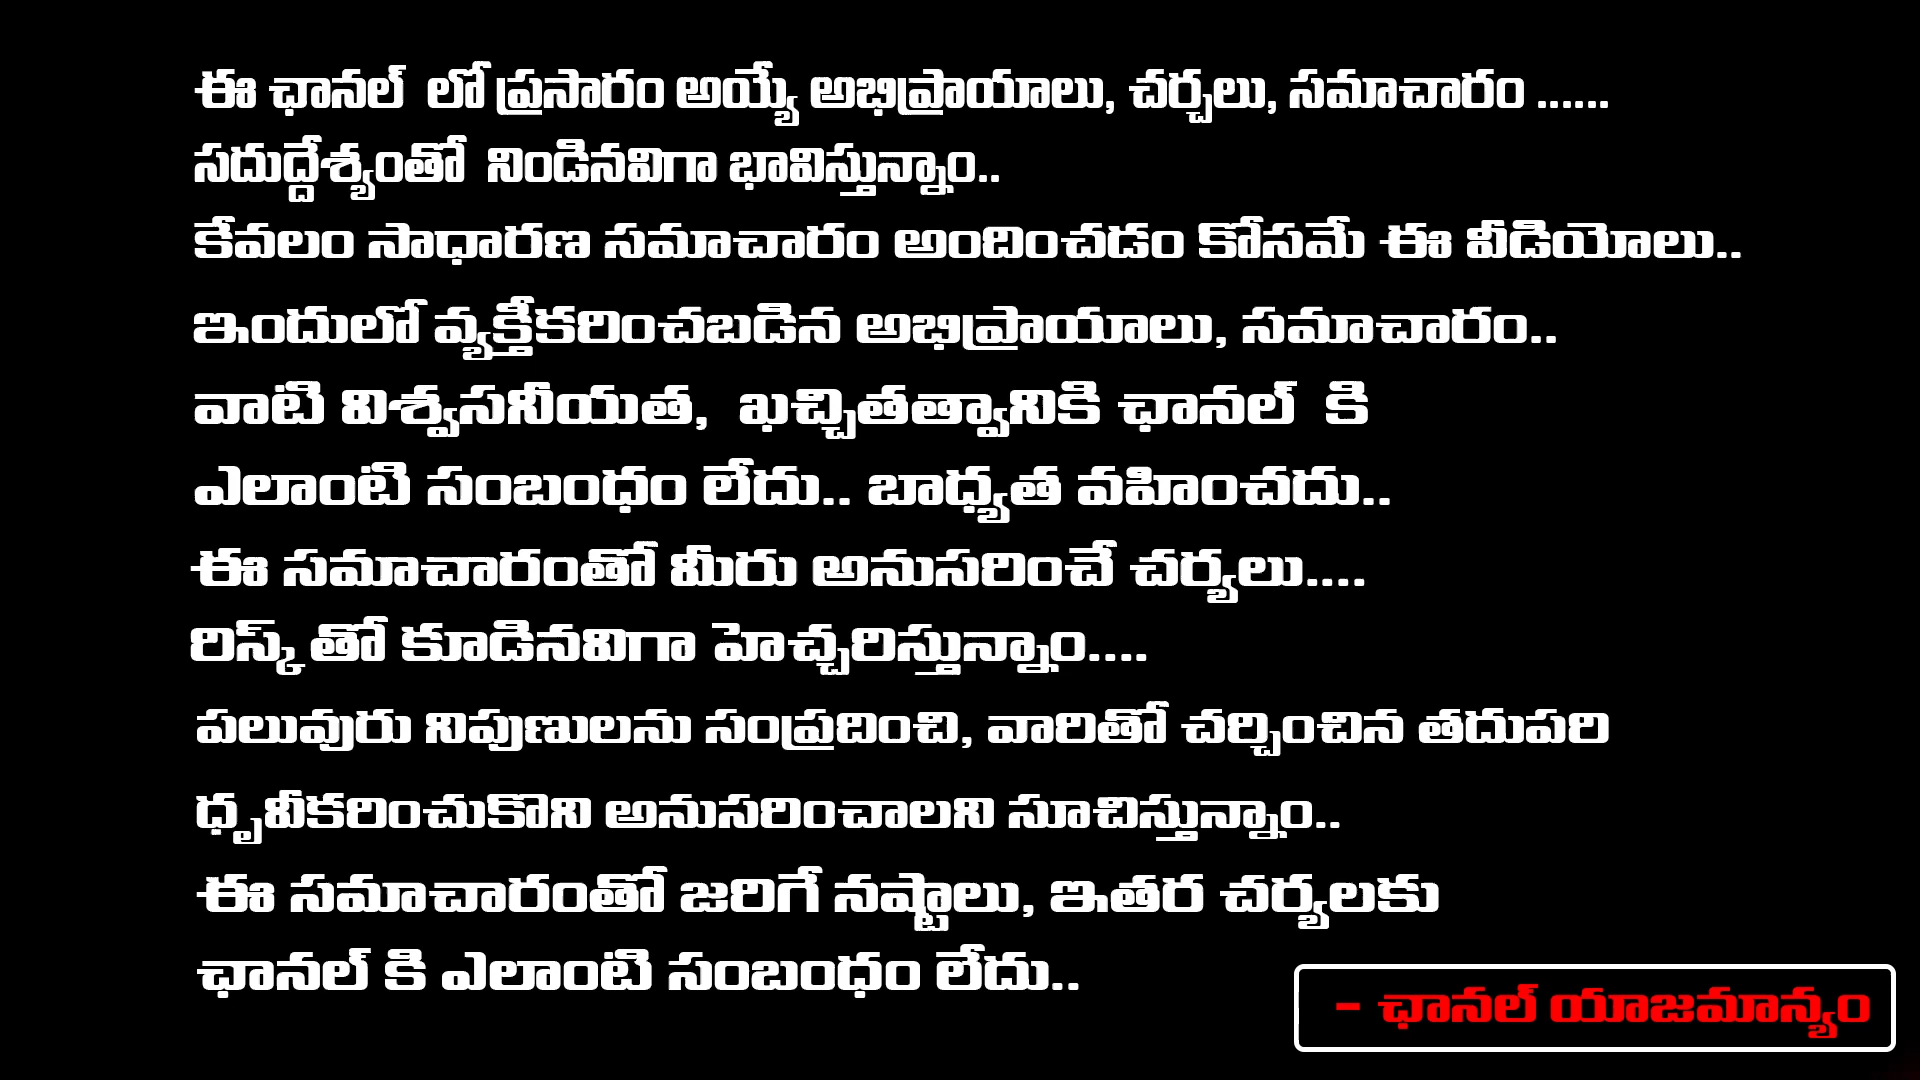 ఈ ఛానల్ లో ప్రసారం అయ్యే అభిప్రాయాలు, చర్చలు, సమాచారం ......
సదుద్దేశ్యంతో నిండినవిగా భావిస్తున్నాం..
కేవలం సాధారణ సమాచారం అందించడం కోసమే ఈ వీడియోలు..
ఇందులో వ్యక్తీకరించబడిన అభిప్రాయాలు, సమాచారం..
వాటి విశ్వసనీయత, ఖచ్చితత్వానికి ఛానల్ కి
ఎలాంటి సంబంధం లేదు.. బాధ్యత వహించదు..
ఈ సమాచారంతో మీరు అనుసరించే చర్యలు....
రిస్క్ తో కూడినవిగా హెచ్చరిస్తున్నాం....
పలువురు నిపుణులను సంప్రదించి, వారితో చర్చించిన తదుపరి
ధృవీకరించుకొని అనుసరించాలని సూచిస్తున్నాం..
ఈ సమాచారంతో జరిగే నష్టాలు, ఇతర చర్యలకు
ఛానల్ కి ఎలాంటి సంబంధం లేదు..
- ఛానల్ యాజమాన్యం